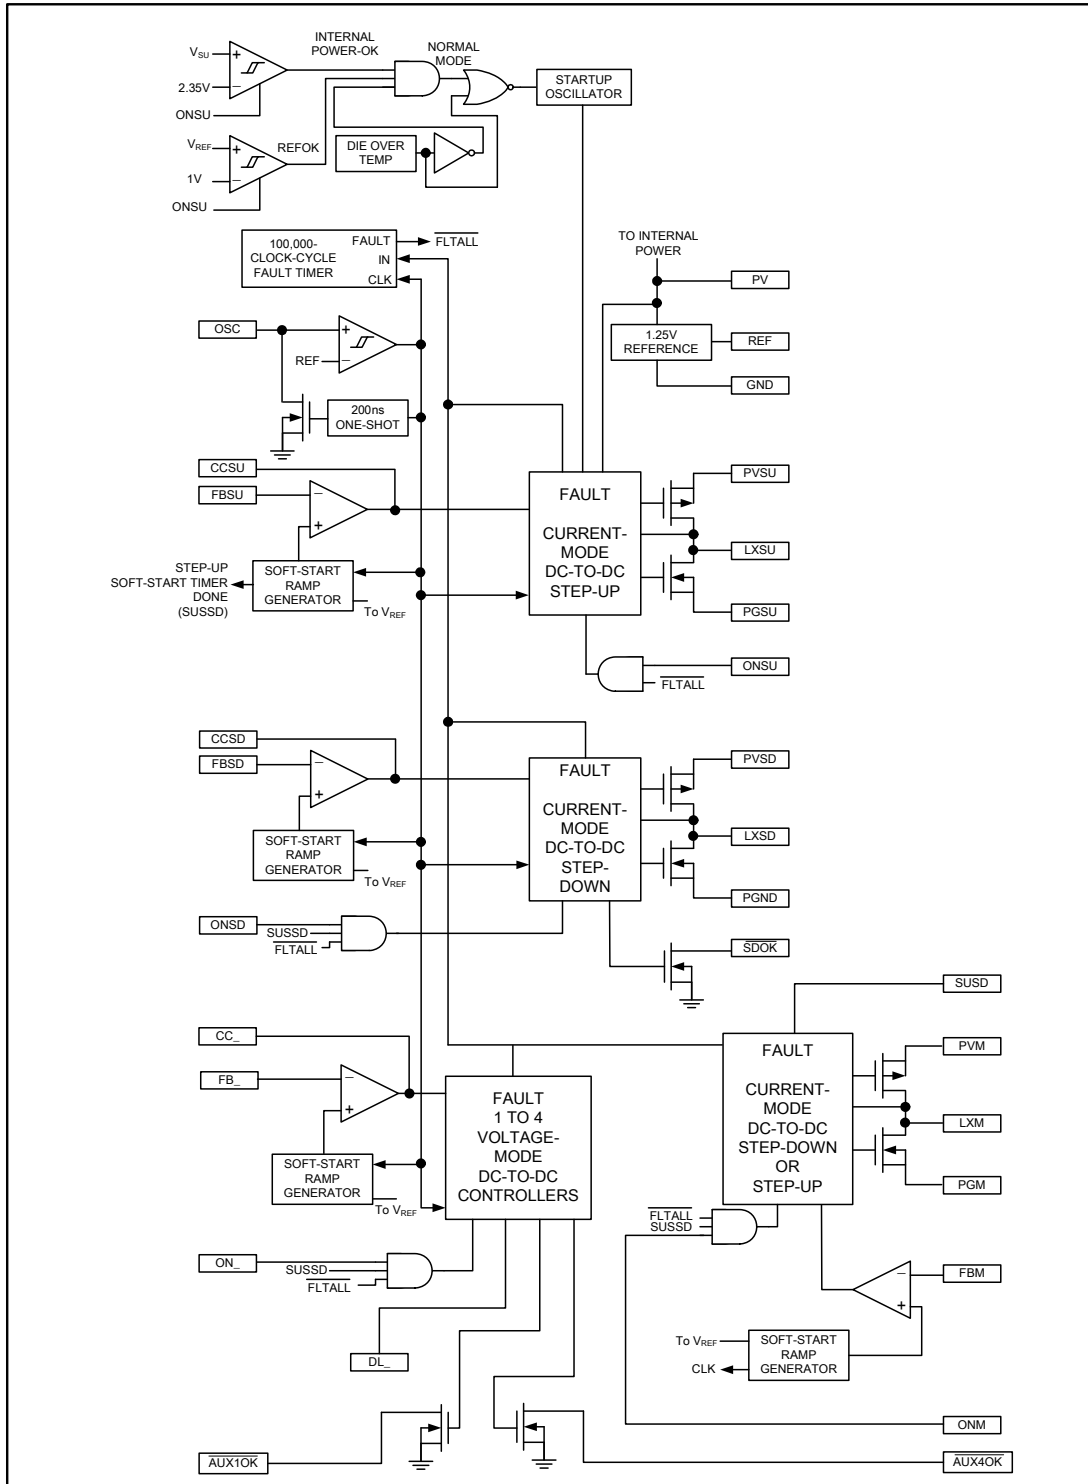 INTERNAL
POWER-OK
NORMAL
MODE
VSU
+
2.35V
−
ONSU
STARTUP
OSCILLATOR
VREF
+
REFOK
1V
−
ONSU
DIE OVER
TEMP
100,000-
CLOCK-CYCLE
FAULT TIMER
FAULT
IN
CLK
FLTALL
TO INTERNAL
POWER
PV
1.25V
REFERENCE
REF
GND
OSC
+
REF
−
200ns
ONE-SHOT
CCSU
FBSU
−
+
FAULT
CURRENT-
MODE
DC-TO-DC
STEP-UP
PVSU
LXSU
PGSU
STEP-UP
SOFT-START TIMER
DONE
(SUSSD)
SOFT-START
RAMP
GENERATOR
To VREF
ONSU
FLTALL
CCSD
FBSD
−
+
FAULT
CURRENT-
MODE
DC-TO-DC
STEP-
DOWN
PVSD
LXSD
PGND
SOFT-START
RAMP
GENERATOR
To VREF
ONSD
SUSSD
FLTALL
SDOK
SUSD
CC_
FB_
−
+
FAULT
1 TO 4
VOLTAGE-
MODE
DC-TO-DC
CONTROLLERS
FAULT
CURRENT-
MODE
DC-TO-DC
STEP-DOWN
OR
STEP-UP
PVM
LXM
PGM
SOFT-START
RAMP
GENERATOR
To VREF
FLTALL
SUSSD
ON_
SUSSD
FLTALL
−
+
FBM
DL_
To VREF
CLK
SOFT-START
RAMP
GENERATOR
ONM
AUX1OK
AUX4OK